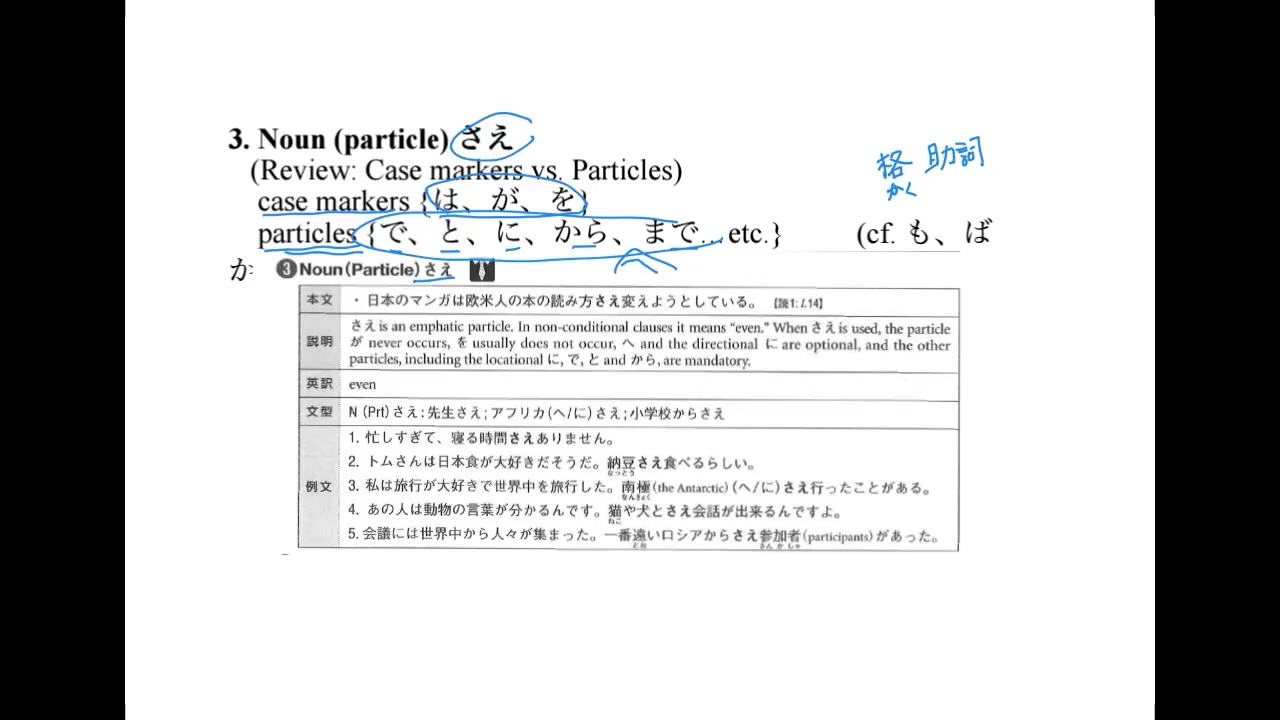 3. Noun (particle) さえ
(Review: Case markers vs. Particles)
格 助詞
かく
case markers {は、が、を}
particles {で、と、に、から、まで…etc.} (cf. も、ば
か
へ
❸ Noun (Particle) さえ
本文 ・日本のマンガは欧米人の本の読み方さえ変えようとしている。 【読1: l.14】
説明 さえ is an emphatic particle. In non-conditional clauses it means “even.” When さえ is used, the particle
が never occurs, を usually does not occur, へ and the directional に are optional, and the other
particles, including the locational に, で, と and から, are mandatory.
英訳 even
文型 N (Prt) さえ:先生さえ;アフリカ(へ/に)さえ;小学校からさえ
例文
1. 忙しすぎて、寝る時間さえありません。
2. トムさんは日本食が大好きだそうだ。納豆さえ食べるらしい。
なっとう
3. 私は旅行が大好きで世界中を旅行した。南極(the Antarctic)(へ/に)さえ行ったことがある。
なんきょく
4. あの人は動物の言葉が分かるんです。猫や犬とさえ会話が出来るんですよ。
ねこ
5. 会議には世界中から人々が集まった。一番遠いロシアからさえ参加者(participants)があった。
とお さんかしゃ